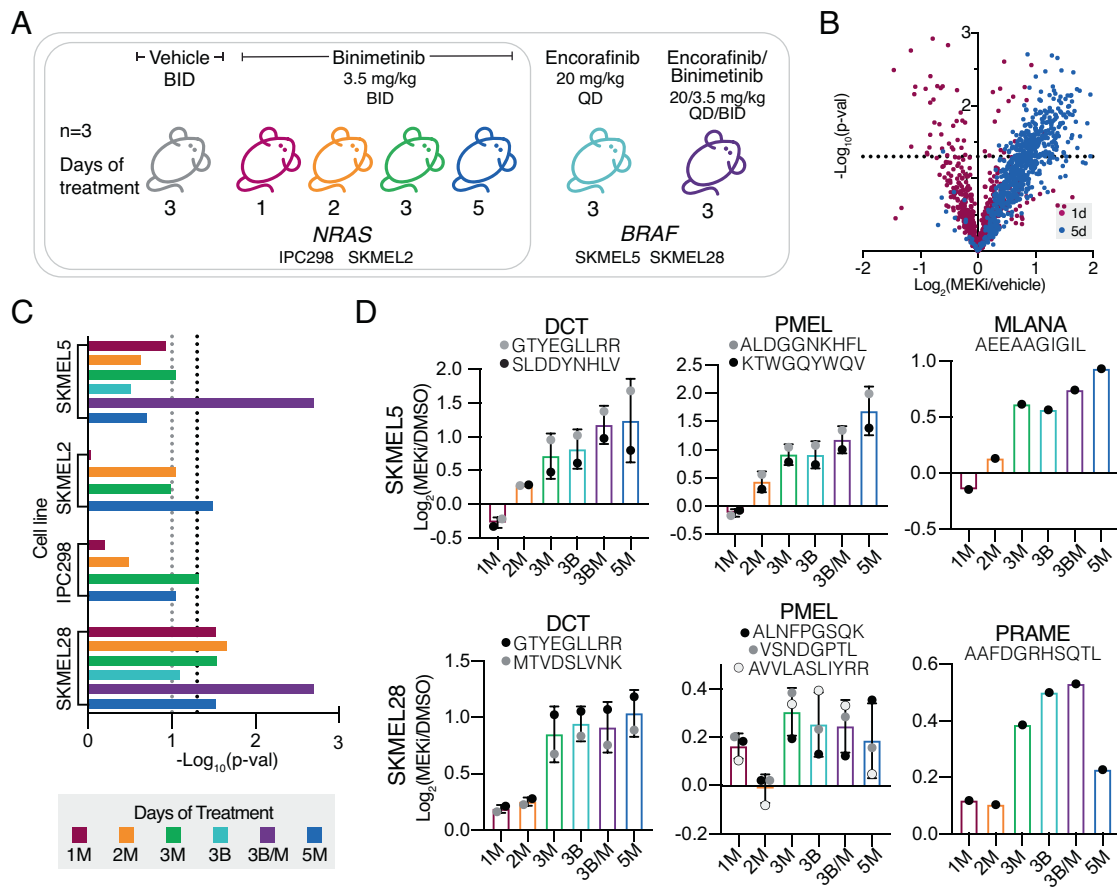 A
Vehicle
BID
Binimetinib
3.5 mg/kg
BID
Encorafinib
20 mg/kg
QD
Encorafinib/
Binimetinib
20/3.5 mg/kg
QD/BID
n=3
Days of
treatment
3 1 2 3 5 3 3
NRAS
IPC298 SKMEL2
BRAF
SKMEL5 SKMEL28
B
-Log10(p-val)
3
2
1
-2 -1 0 1 2
Log2(MEKi/vehicle)
1d
5d
C
Cell line
SKMEL5
SKMEL2
IPC298
SKMEL28
0 1 2 3
-Log10(p-val)
Days of Treatment
1M 2M 3M 3B 3B/M 5M
D
SKMEL5
Log2(MEKi/DMSO)
DCT
GTYEGLLRR
SLDDYNHLV
2.0
1.5
1.0
0.5
0.0
-0.5
1M 2M 3M 3B 3B/M 5M
PMEL
ALDGGNKHFL
KTWGQYWQV
2.5
2.0
1.5
1.0
0.5
0.0
-0.5
1M 2M 3M 3B 3B/M 5M
MLANA
AEEAAGIGIL
1.0
0.5
0.0
-0.5
1M 2M 3M 3B 3B/M 5M
SKMEL28
Log2(MEKi/DMSO)
DCT
GTYEGLLRR
MTVDSLVNK
1.5
1.0
0.5
0.0
1M 2M 3M 3B 3B/M 5M
PMEL
ALNFPGSQK
VSNDGPTL
AVVLASLIYRR
0.4
0.2
0.0
-0.2
1M 2M 3M 3B 3B/M 5M
PRAME
AAFDGRHSQTL
0.6
0.4
0.2
0.0
1M 2M 3M 3B 3B/M 5M